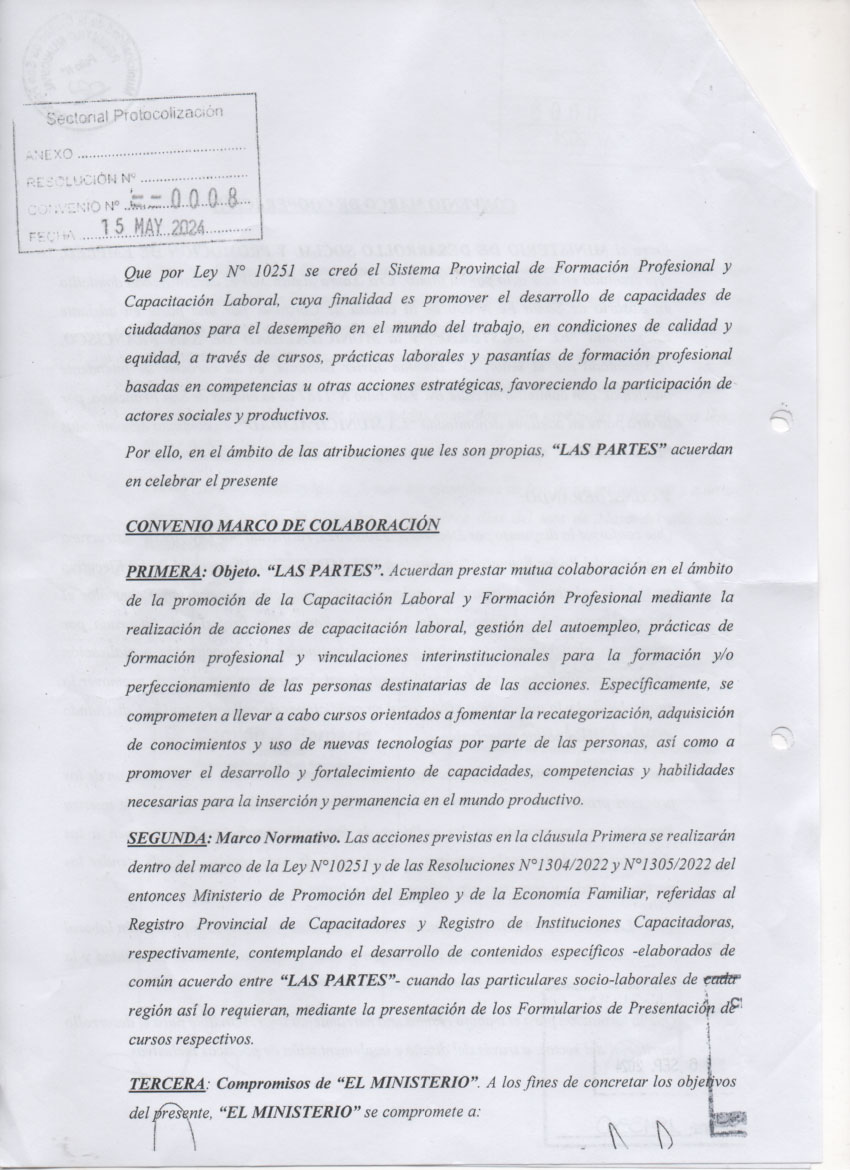 Sectorial Protocolización
ANEXO
RESOLUCIÓN Nº
CONVENIO Nº 0008
FECHA 15 MAY 2024
Que por Ley N° 10251 se creó el Sistema Provincial de Formación Profesional y
Capacitación Laboral, cuya finalidad es promover el desarrollo de capacidades de
ciudadanos para el desempeño en el mundo del trabajo, en condiciones de calidad y
equidad, a través de cursos, prácticas laborales y pasantías de formación profesional
basadas en competencias u otras acciones estratégicas, favoreciendo la participación de
actores sociales y productivos.
Por ello, en el ámbito de las atribuciones que les son propias, “LAS PARTES” acuerdan
en celebrar el presente
CONVENIO MARCO DE COLABORACIÓN
PRIMERA: Objeto. “LAS PARTES”. Acuerdan prestar mutua colaboración en el ámbito
de la promoción de la Capacitación Laboral y Formación Profesional mediante la
realización de acciones de capacitación laboral, gestión del autoempleo, prácticas de
formación profesional y vinculaciones interinstitucionales para la formación y/o
perfeccionamiento de las personas destinatarias de las acciones. Específicamente, se
comprometen a llevar a cabo cursos orientados a fomentar la recategorización, adquisición
de conocimientos y uso de nuevas tecnologías por parte de las personas, así como a
promover el desarrollo y fortalecimiento de capacidades, competencias y habilidades
necesarias para la inserción y permanencia en el mundo productivo.
SEGUNDA: Marco Normativo. Las acciones previstas en la cláusula Primera se realizarán
dentro del marco de la Ley N°10251 y de las Resoluciones N°1304/2022 y N°1305/2022 del
entonces Ministerio de Promoción del Empleo y de la Economía Familiar, referidas al
Registro Provincial de Capacitadores y Registro de Instituciones Capacitadoras,
respectivamente, contemplando el desarrollo de contenidos específicos -elaborados de
común acuerdo entre “LAS PARTES”- cuando las particulares socio-laborales de cada
región así lo requieran, mediante la presentación de los Formularios de Presentación de
cursos respectivos.
TERCERA: Compromisos de “EL MINISTERIO”. A los fines de concretar los objetivos
del presente, “EL MINISTERIO” se compromete a: